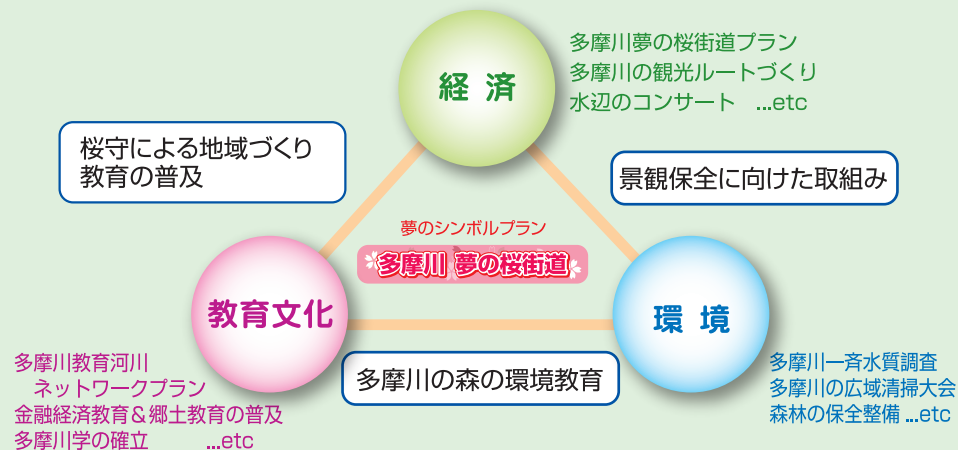 経 済
多摩川夢の桜街道プラン
多摩川の観光ルートづくり
水辺のコンサート ...etc
桜守による地域づくり
教育の普及
景観保全に向けた取組み
夢のシンボルプラン
多摩川 夢の桜街道
教育文化
環 境
多摩川の森の環境教育
多摩川教育河川
ネットワークプラン
金融経済教育＆郷土教育の普及
多摩川学の確立 ...etc
多摩川一斉水質調査
多摩川の広域清掃大会
森林の保全整備 ...etc